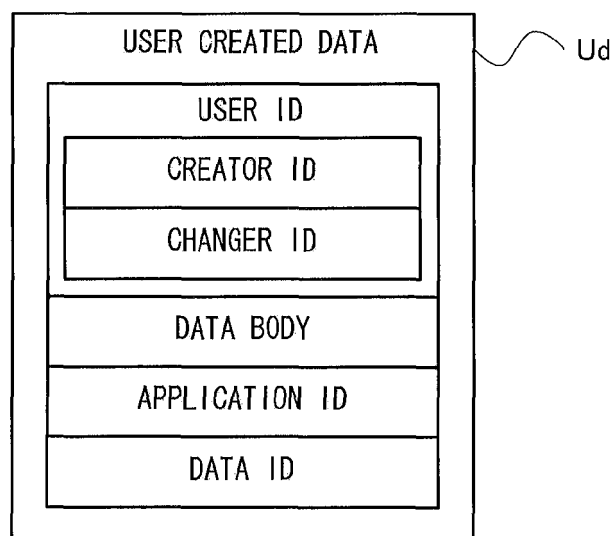 USER CREATED DATA
Ud
USER ID
CREATOR ID
CHANGER ID
DATA BODY
APPLICATION ID
DATA ID